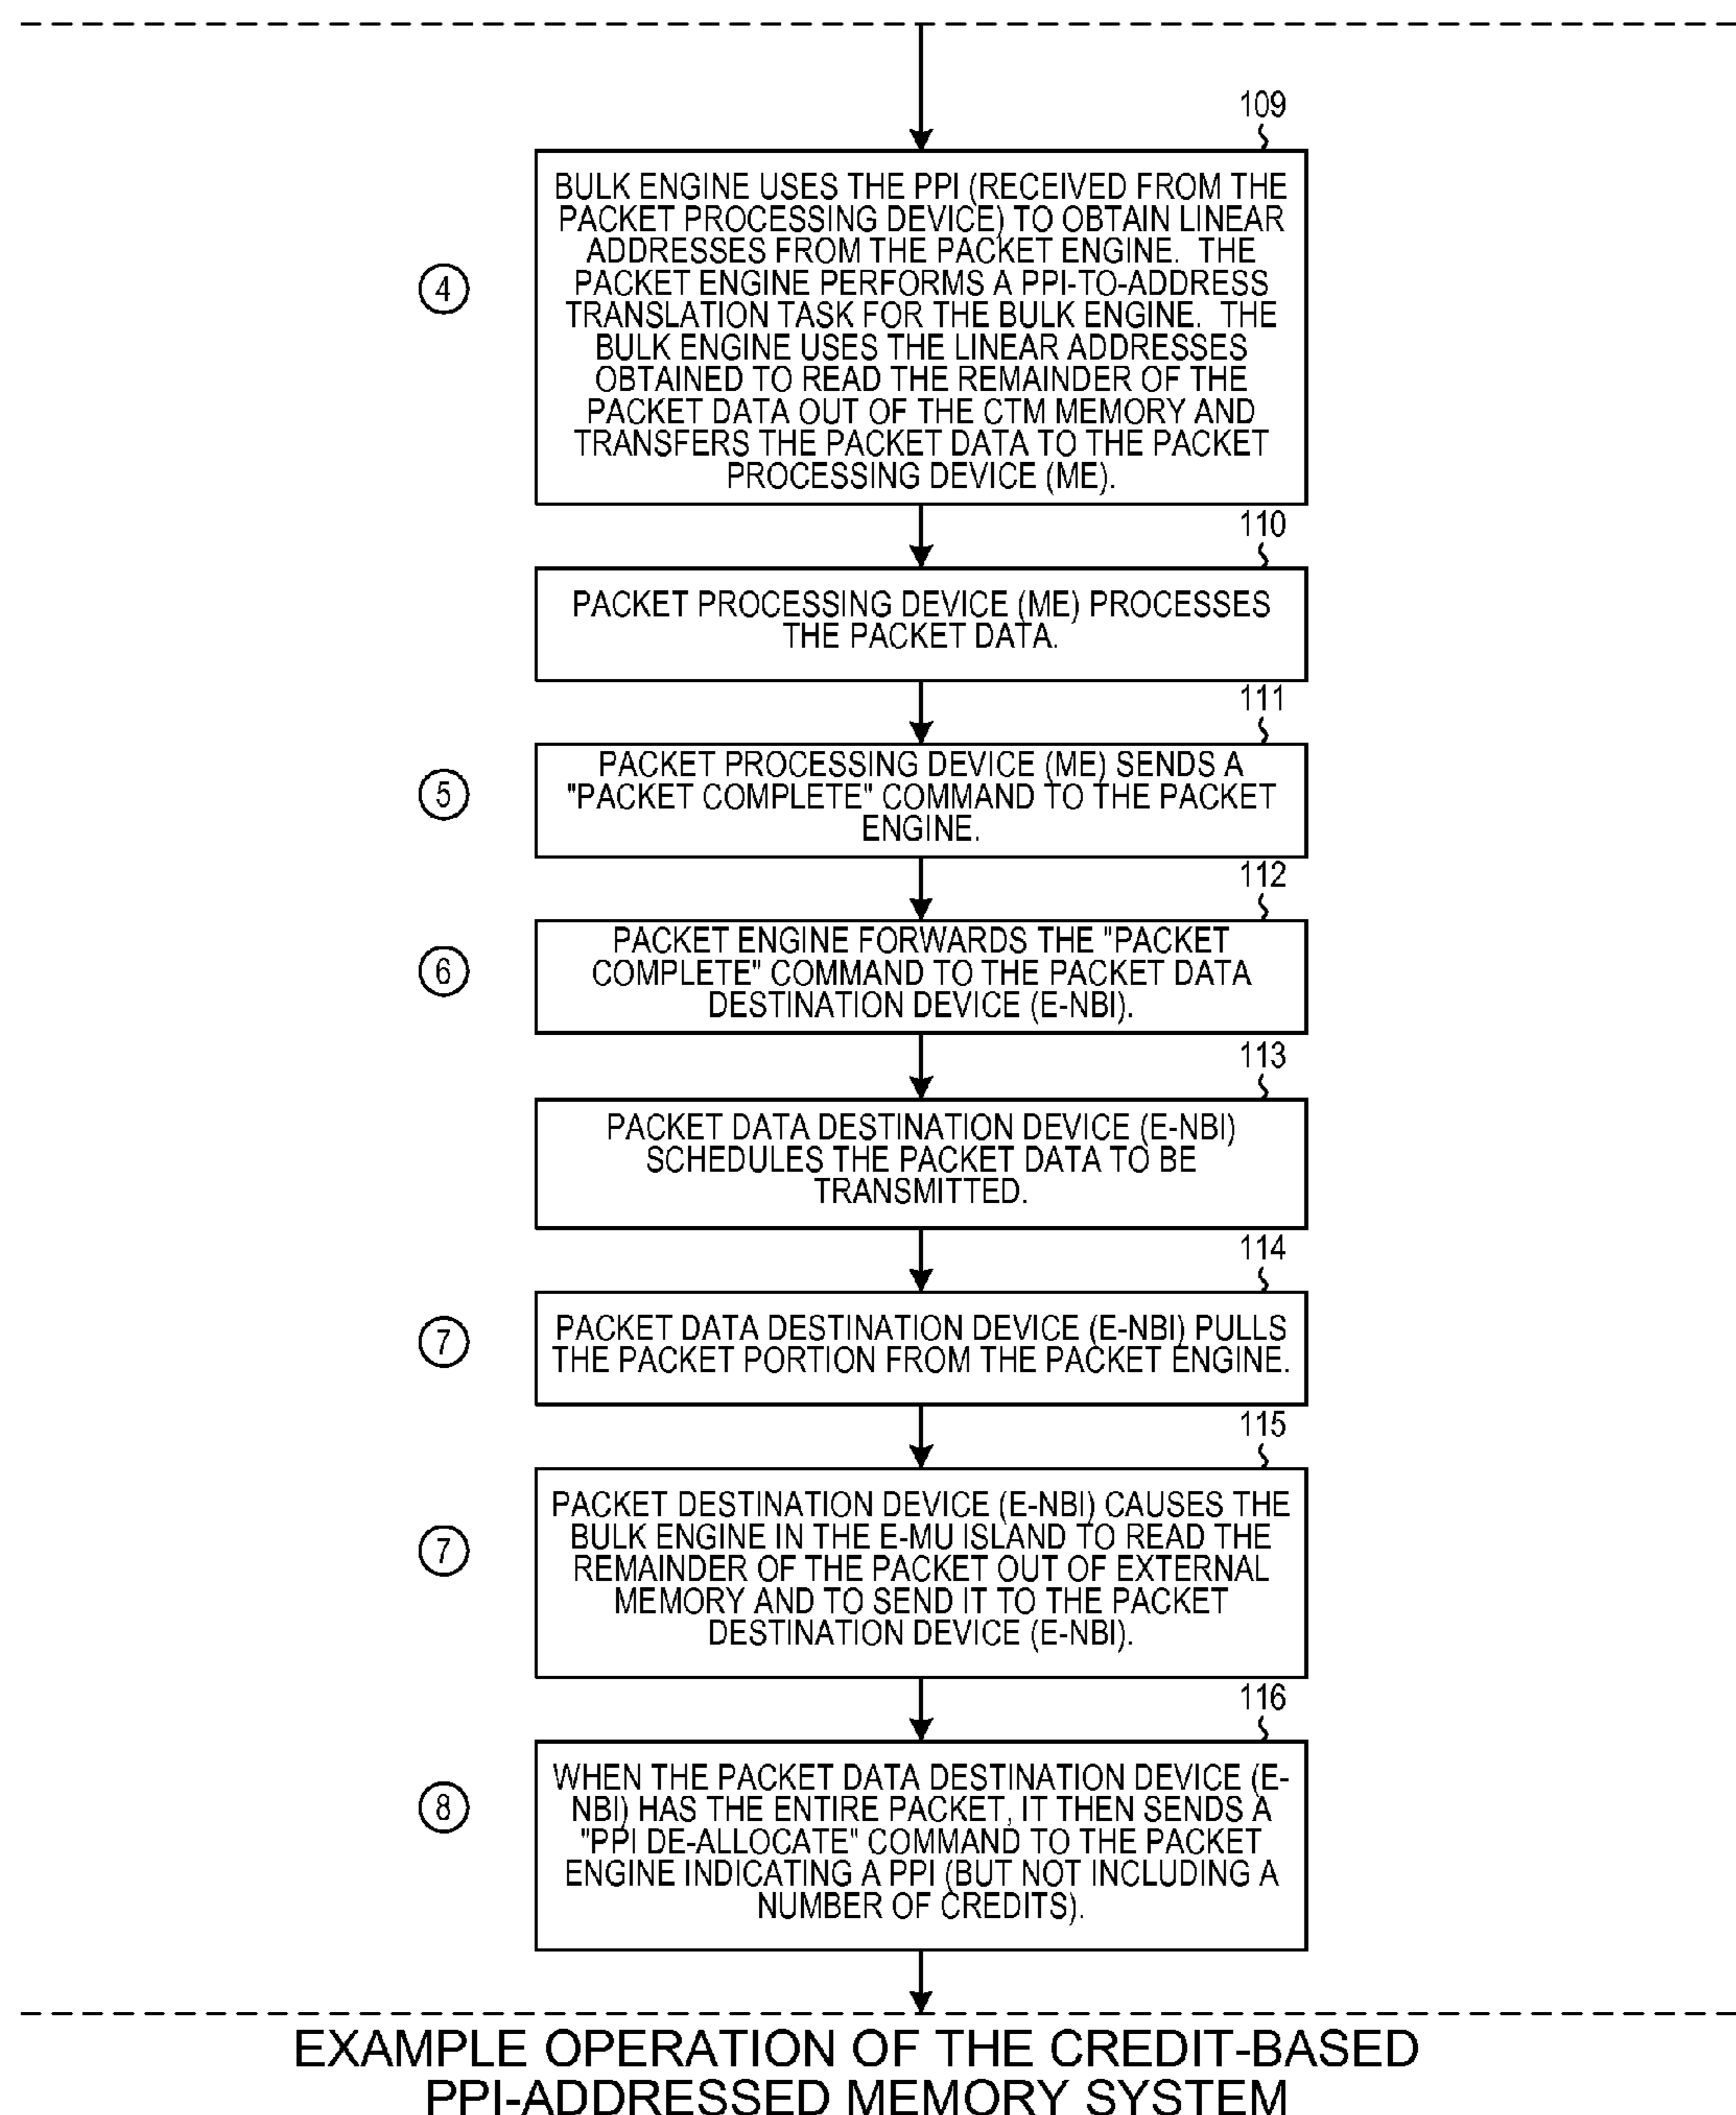 109
BULK ENGINE USES THE PPI (RECEIVED FROM THE
PACKET PROCESSING DEVICE) TO OBTAIN LINEAR
ADDRESSES FROM THE PACKET ENGINE. THE
PACKET ENGINE PERFORMS A PPI-TO-ADDRESS
TRANSLATION TASK FOR THE BULK ENGINE. THE
BULK ENGINE USES THE LINEAR ADDRESSES
OBTAINED TO READ THE REMAINDER OF THE
PACKET DATA OUT OF THE CTM MEMORY AND
TRANSFERS THE PACKET DATA TO THE PACKET
PROCESSING DEVICE (ME).
4
110
PACKET PROCESSING DEVICE (ME) PROCESSES
THE PACKET DATA.
111
PACKET PROCESSING DEVICE (ME) SENDS A
"PACKET COMPLETE" COMMAND TO THE PACKET
ENGINE.
5
112
PACKET ENGINE FORWARDS THE "PACKET
COMPLETE" COMMAND TO THE PACKET DATA
DESTINATION DEVICE (E-NBI).
6
113
PACKET DATA DESTINATION DEVICE (E-NBI)
SCHEDULES THE PACKET DATA TO BE
TRANSMITTED.
114
PACKET DATA DESTINATION DEVICE (E-NBI) PULLS
THE PACKET PORTION FROM THE PACKET ENGINE.
7
115
PACKET DESTINATION DEVICE (E-NBI) CAUSES THE
BULK ENGINE IN THE E-MU ISLAND TO READ THE
REMAINDER OF THE PACKET OUT OF EXTERNAL
MEMORY AND TO SEND IT TO THE PACKET
DESTINATION DEVICE (E-NBI).
7
116
WHEN THE PACKET DATA DESTINATION DEVICE (E-
NBI) HAS THE ENTIRE PACKET, IT THEN SENDS A
"PPI DE-ALLOCATE" COMMAND TO THE PACKET
ENGINE INDICATING A PPI (BUT NOT INCLUDING A
NUMBER OF CREDITS).
8
EXAMPLE OPERATION OF THE CREDIT-BASED
PPI-ADDRESSED MEMORY SYSTEM